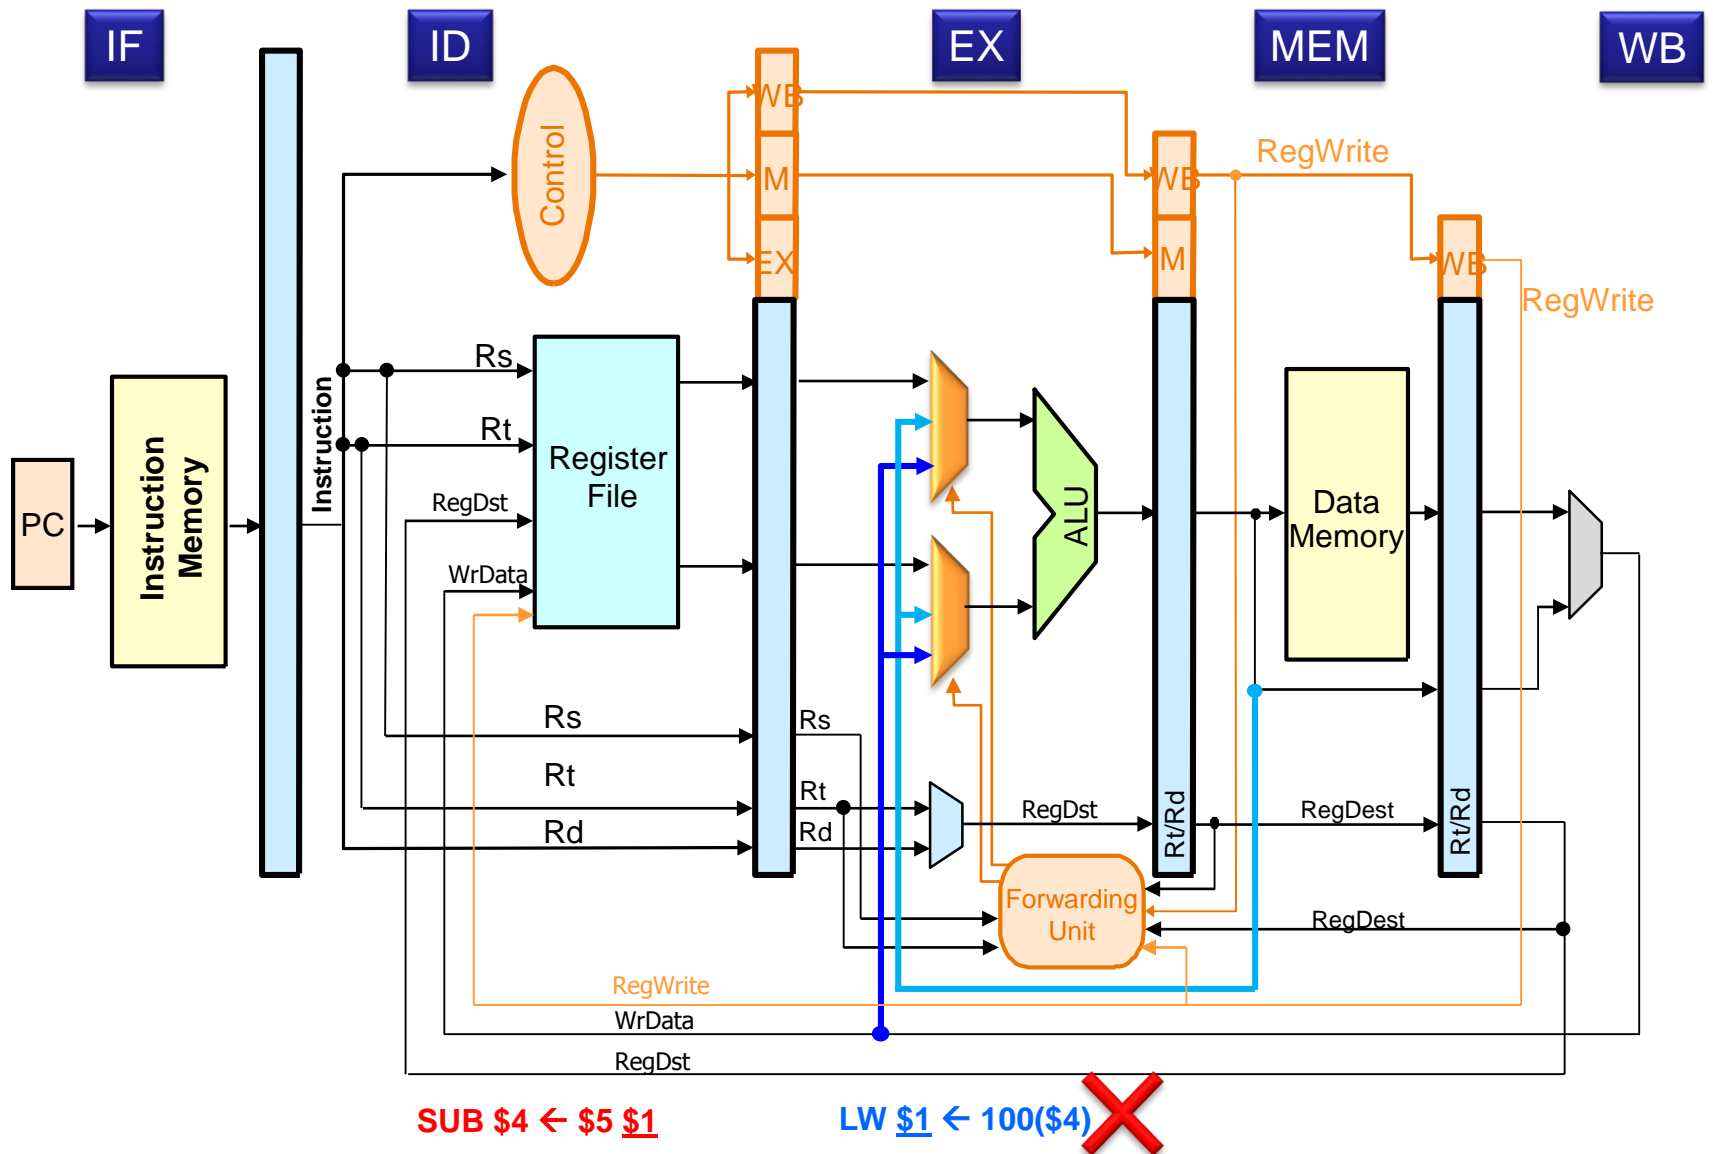 IF
ID
EX
MEM
WB
Control
WB
M
EX
WB
M
RegWrite
WB
RegWrite
PC
Instruction
Memory
Instruction
Rs
Rt
RegDst
WrData
Register
File
ALU
Data
Memory
Rs
Rt
Rd
Rs
Rt
Rd
RegDst
Rt/Rd
RegDest
Rt/Rd
Forwarding
Unit
RegDest
RegWrite
WrData
RegDst
SUB $4 ← $5 $1
LW $1 ← 100($4)